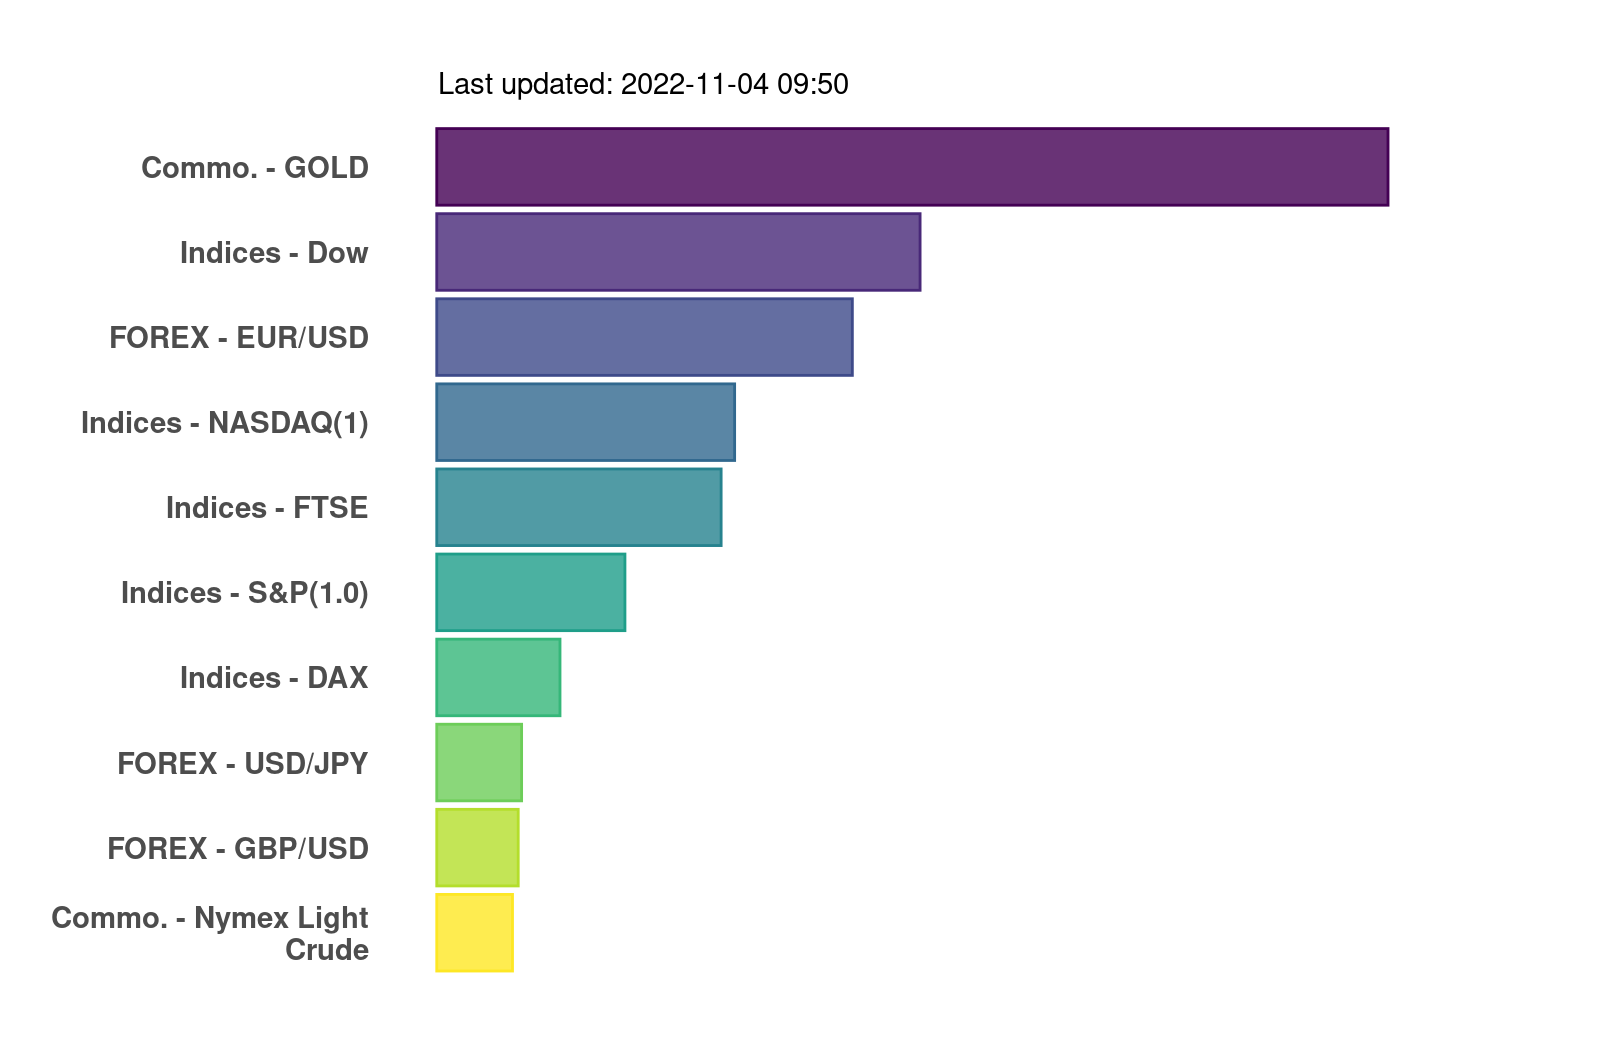 Last updated: 2022-11-04 09:50
Commo. - GOLD
Indices - Dow
FOREX - EUR/USD
Indices - NASDAQ(1)
Indices - FTSE
Indices - S&P(1.0)
Indices - DAX
FOREX - USD/JPY
FOREX - GBP/USD
Commo. - Nymex Light
Crude